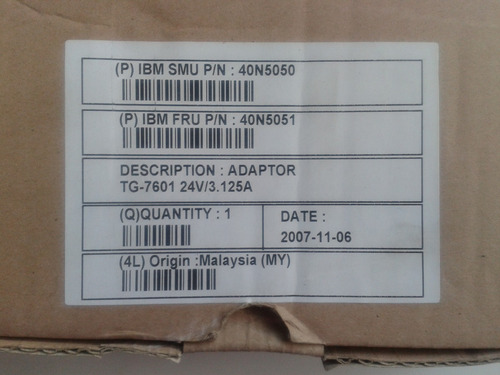 (P) IBM SMU P/N : 40N5050
(P) IBM FRU P/N : 40N5051
DESCRIPTION : ADAPTOR
TG-7601 24V/3.125A
(Q)QUANTITY : 1
DATE :
2007-11-06
(4L) Origin :Malaysia (MY)